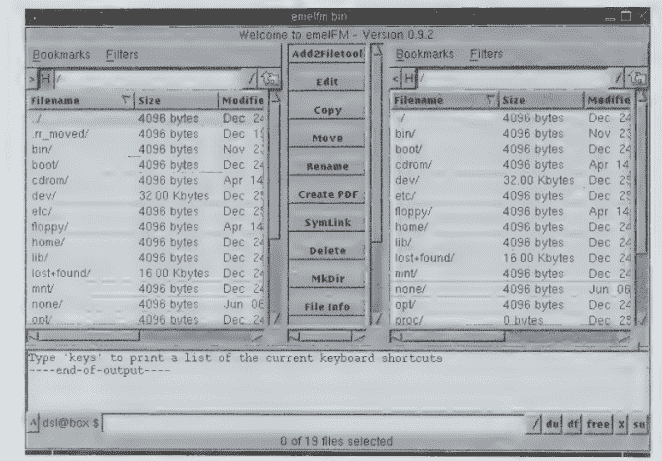 emelfm bin
Welcome to emelFM - Version 0.9.2
Bookmarks Filters
> H / /
Filename Size Modifie
./ 4096 bytes Dec 24
.rr_moved/ 4096 bytes Dec 15
bin/ 4096 bytes Nov 23
boot/ 4096 bytes Dec 24
cdrom/ 4096 bytes Apr 14
dev/ 32.00 Kbytes Dec 25
etc/ 4096 bytes Dec 25
floppy/ 4096 bytes Apr 14
home/ 4096 bytes Dec 24
lib/ 4096 bytes Dec 24
lost+found/ 16.00 Kbytes Dec 24
mnt/ 4096 bytes Dec 24
none/ 4096 bytes Jun 06
opt/ 4096 bytes Dec 24
Add2Filetool
Edit
Copy
Move
Rename
Create PDF
SymLink
Delete
MkDir
File Info
Bookmarks Filters
< H / /
Filename Size Modifie
./ 4096 bytes Dec 24
bin/ 4096 bytes Nov 23
boot/ 4096 bytes Dec 24
cdrom/ 4096 bytes Apr 14
dev/ 32.00 Kbytes Dec 25
etc/ 4096 bytes Dec 25
floppy/ 4096 bytes Apr 14
home/ 4096 bytes Dec 24
lib/ 4096 bytes Dec 24
lost+found/ 16.00 Kbytes Dec 24
mnt/ 4096 bytes Dec 24
none/ 4096 bytes Jun 06
opt/ 4096 bytes Dec 24
proc/ 0 bytes Dec 25
Type 'keys' to print a list of the current keyboard shortcuts
----end-of-output----
A dsl@box $ / du df free X su
0 of 19 files selected